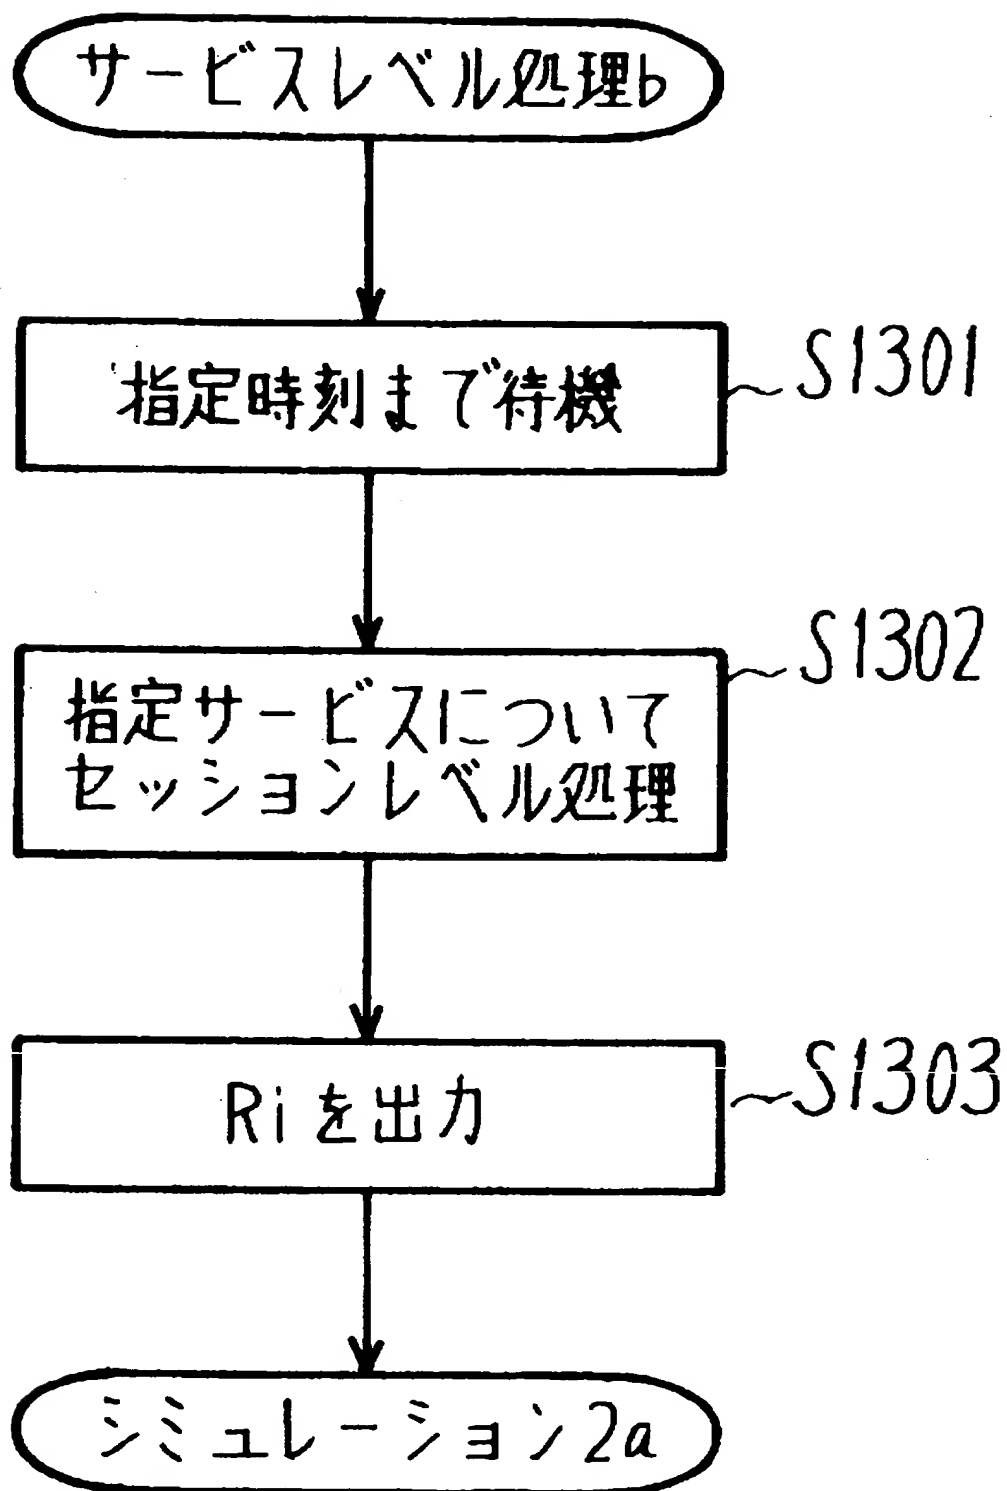 サービスレベル処理b
指定時刻まで待機
S1301
S1302
指定サービスについて
セッションレベル処理
Riを出力
S1303
シミュレーション2a